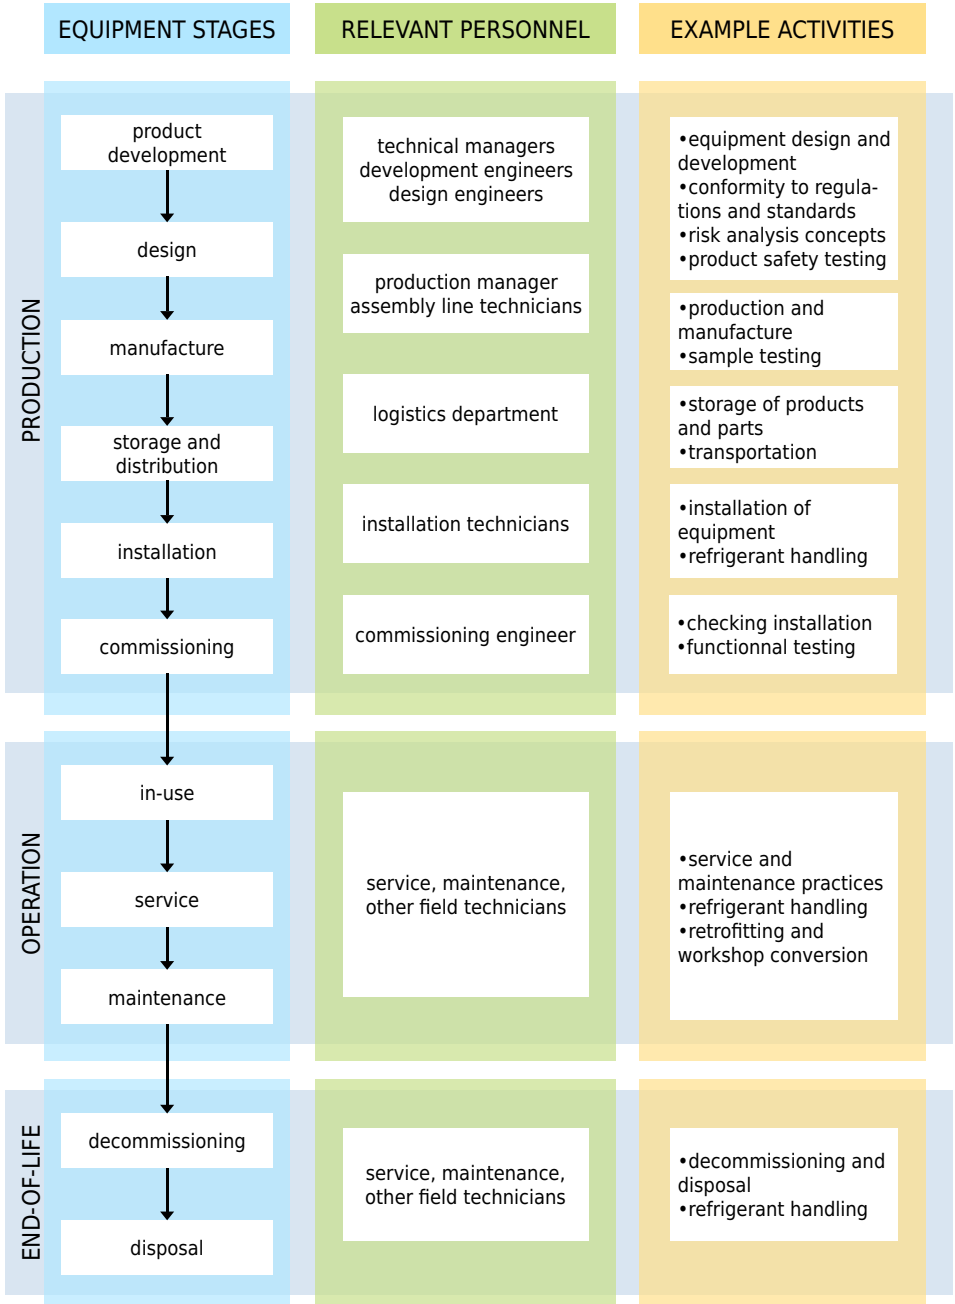 EQUIPMENT STAGES
RELEVANT PERSONNEL
EXAMPLE ACTIVITIES
PRODUCTION
product
development
design
manufacture
storage and
distribution
installation
commissioning
technical managers
development engineers
design engineers
production manager
assembly line technicians
logistics department
installation technicians
commissioning engineer
•equipment design and
development
•conformity to regula-
tions and standards
•risk analysis concepts
•product safety testing
•production and
manufacture
•sample testing
•storage of products
and parts
•transportation
•installation of
equipment
•refrigerant handling
•checking installation
•functionnal testing
OPERATION
in-use
service
maintenance
service, maintenance,
other field technicians
•service and
maintenance practices
•refrigerant handling
•retrofitting and
workshop conversion
END-OF-LIFE
decommissioning
disposal
service, maintenance,
other field technicians
•decommissioning and
disposal
•refrigerant handling